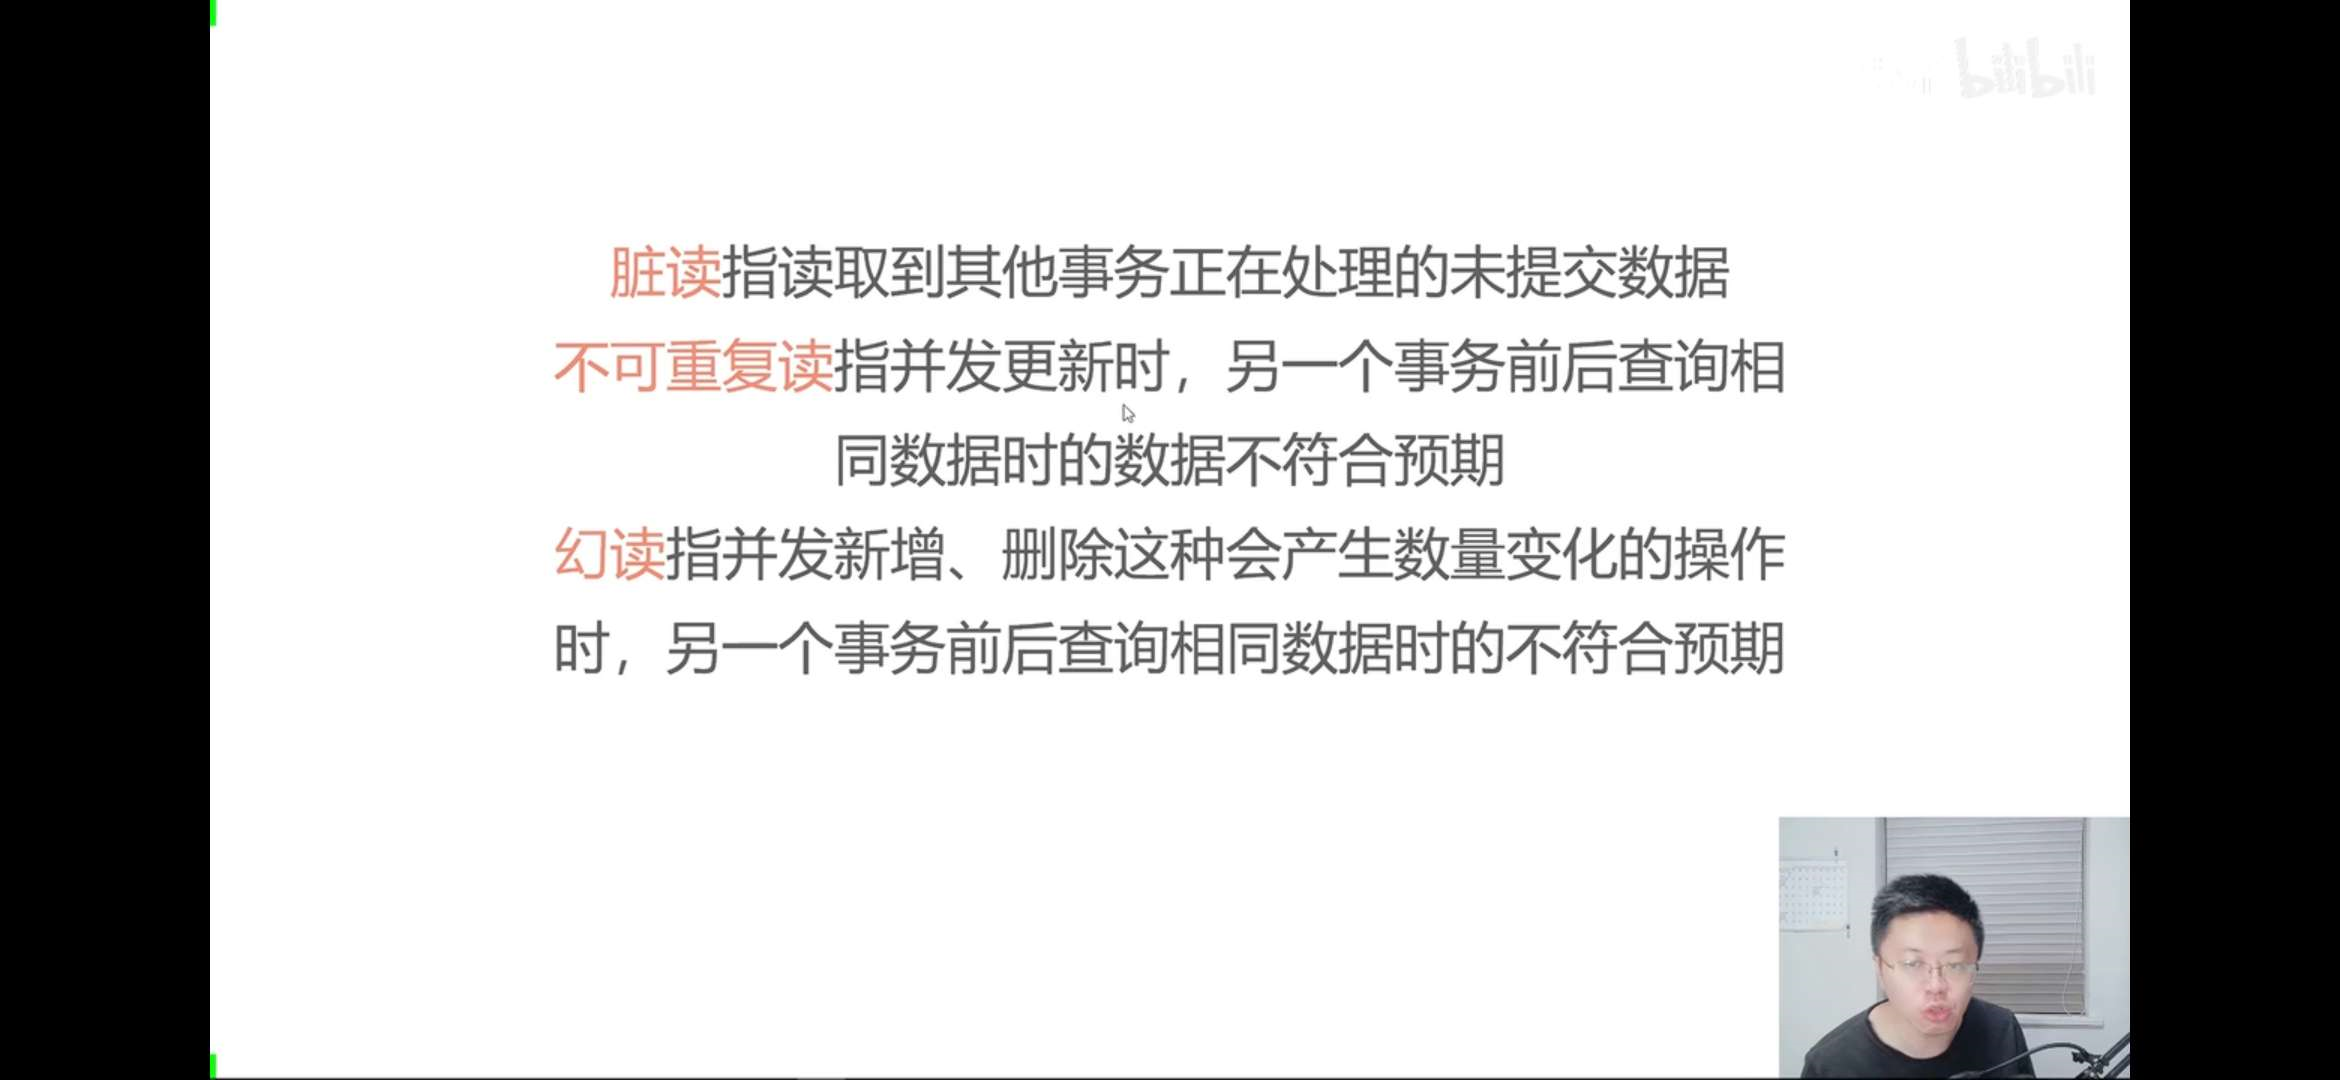 bilibili
脏读指读取到其他事务正在处理的未提交数据
不可重复读指并发更新时，另一个事务前后查询相
同数据时的数据不符合预期
幻读指并发新增、删除这种会产生数量变化的操作
时，另一个事务前后查询相同数据时的不符合预期